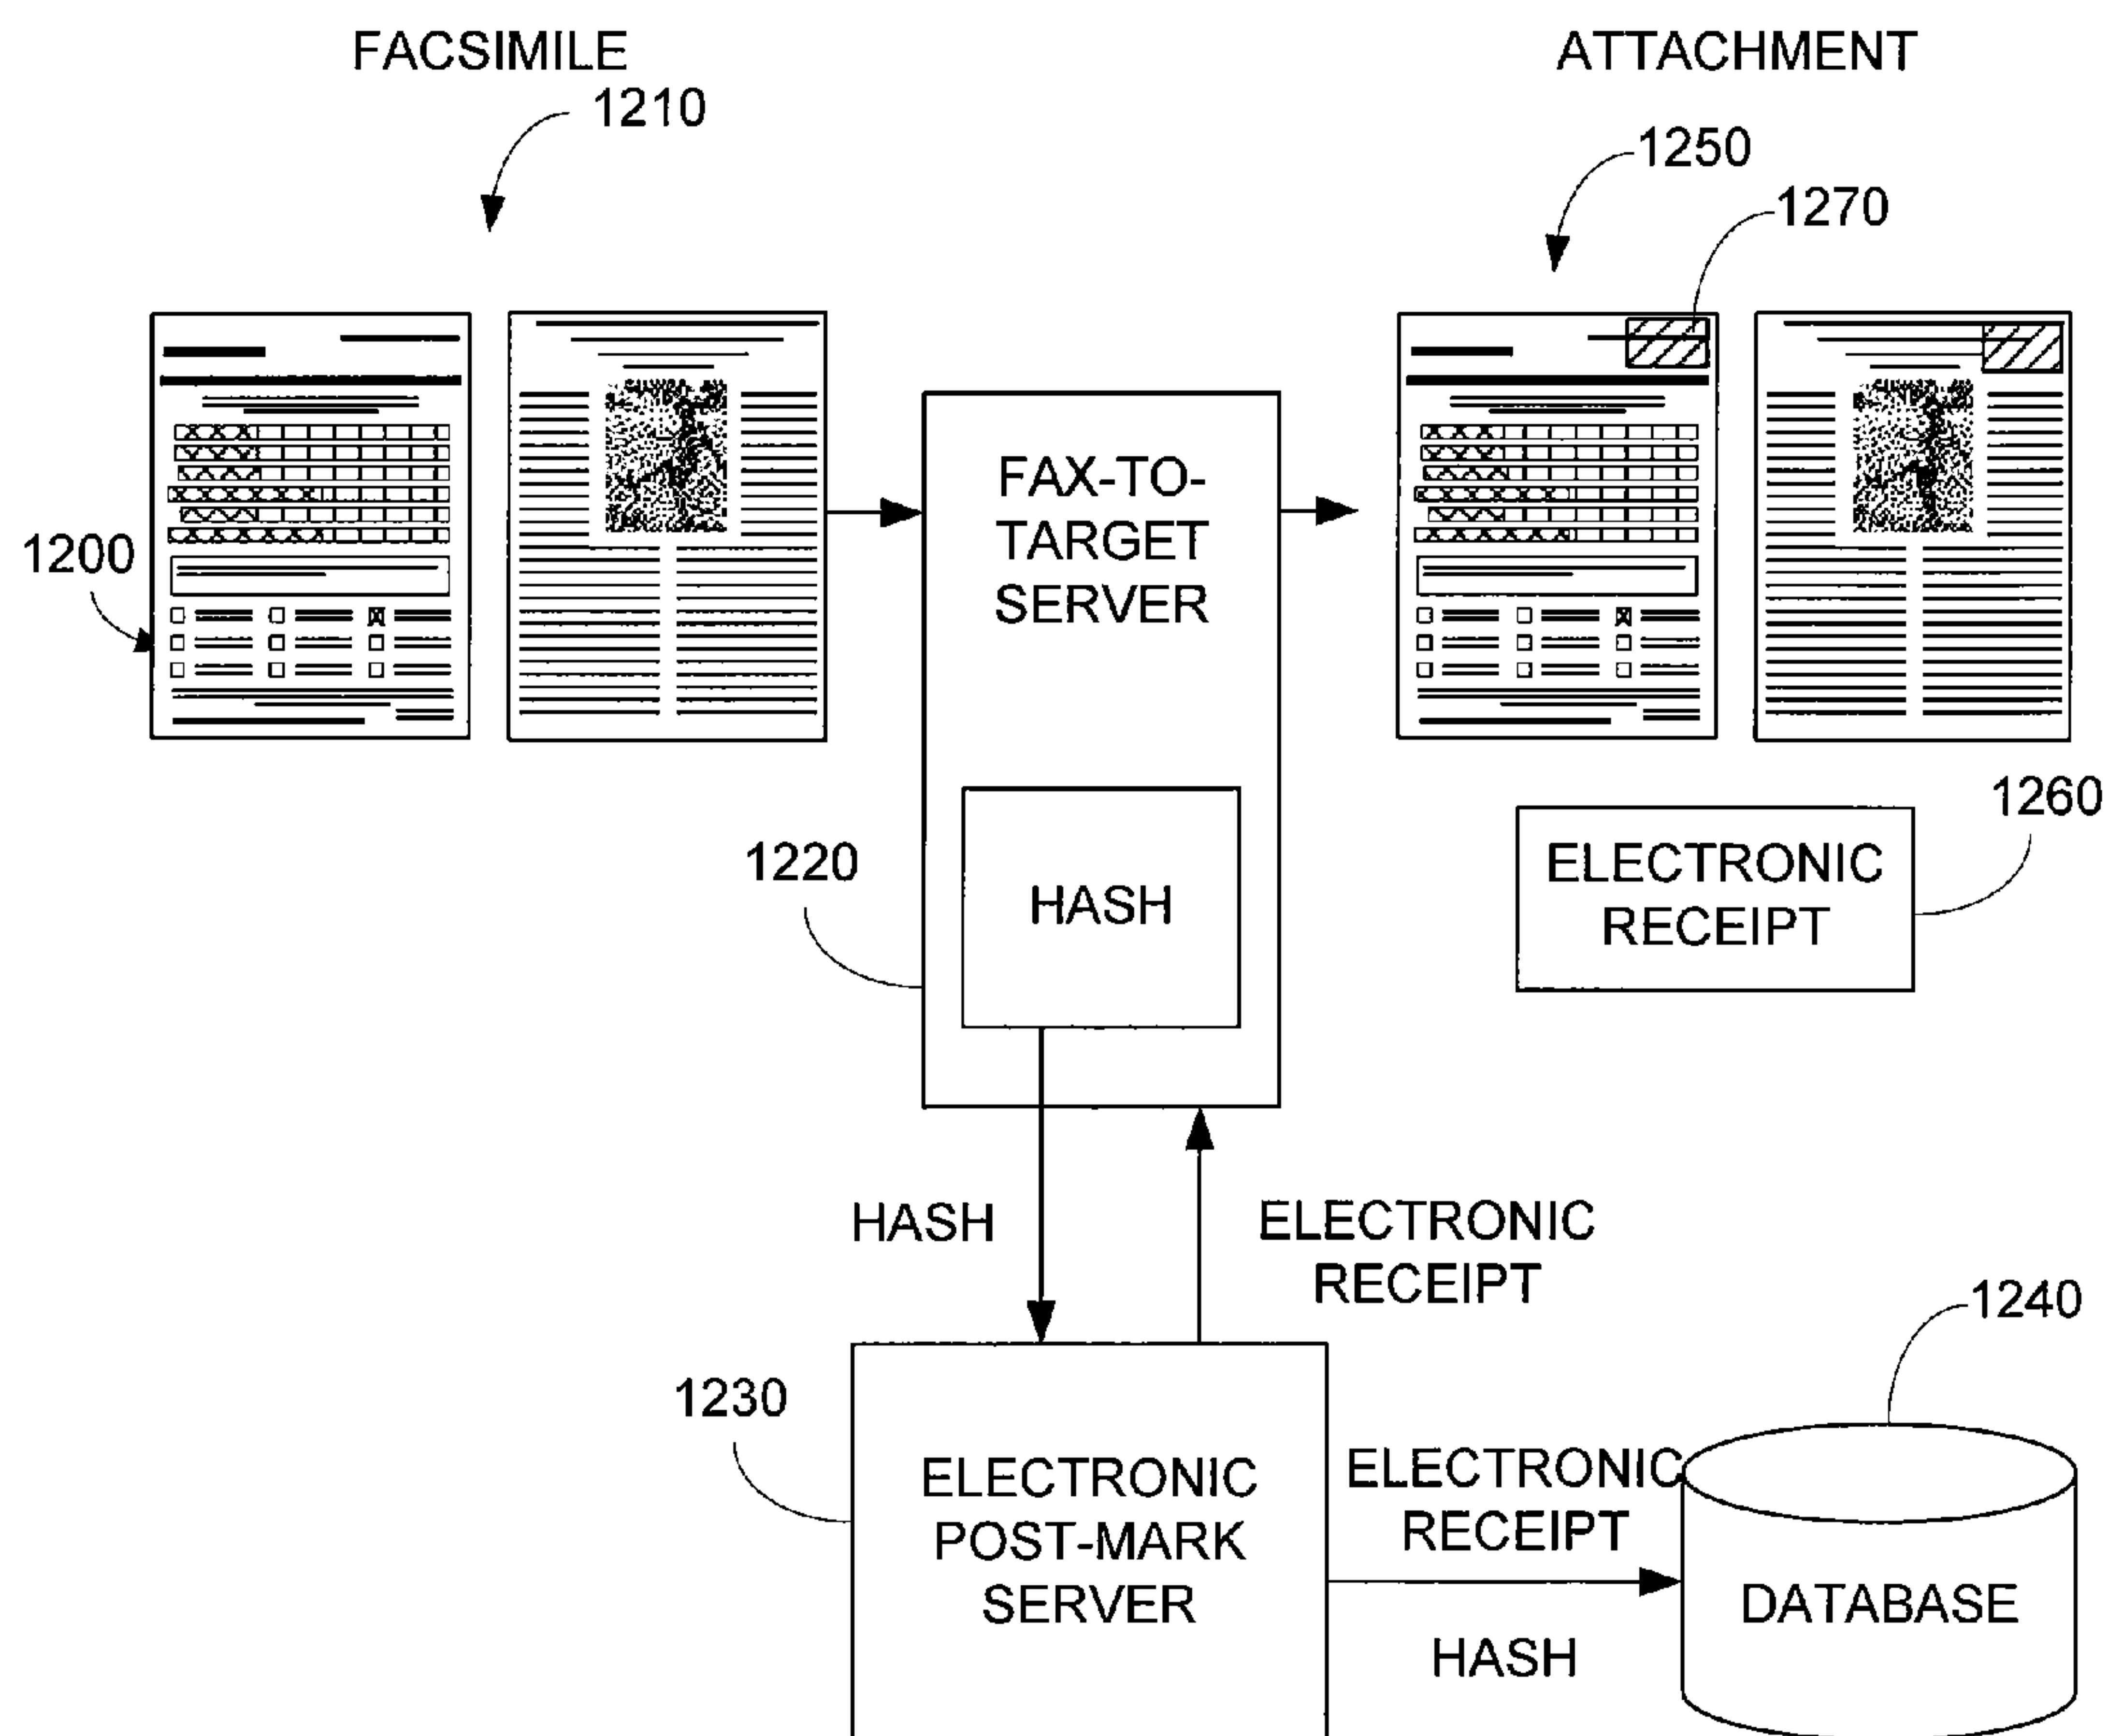 FACSIMILE
1210
ATTACHMENT
1250
1270
1200
FAX-TO-
TARGET
SERVER
1220
HASH
1260
ELECTRONIC
RECEIPT
HASH
ELECTRONIC
RECEIPT
1240
1230
ELECTRONIC
POST-MARK
SERVER
ELECTRONIC
RECEIPT
HASH
DATABASE